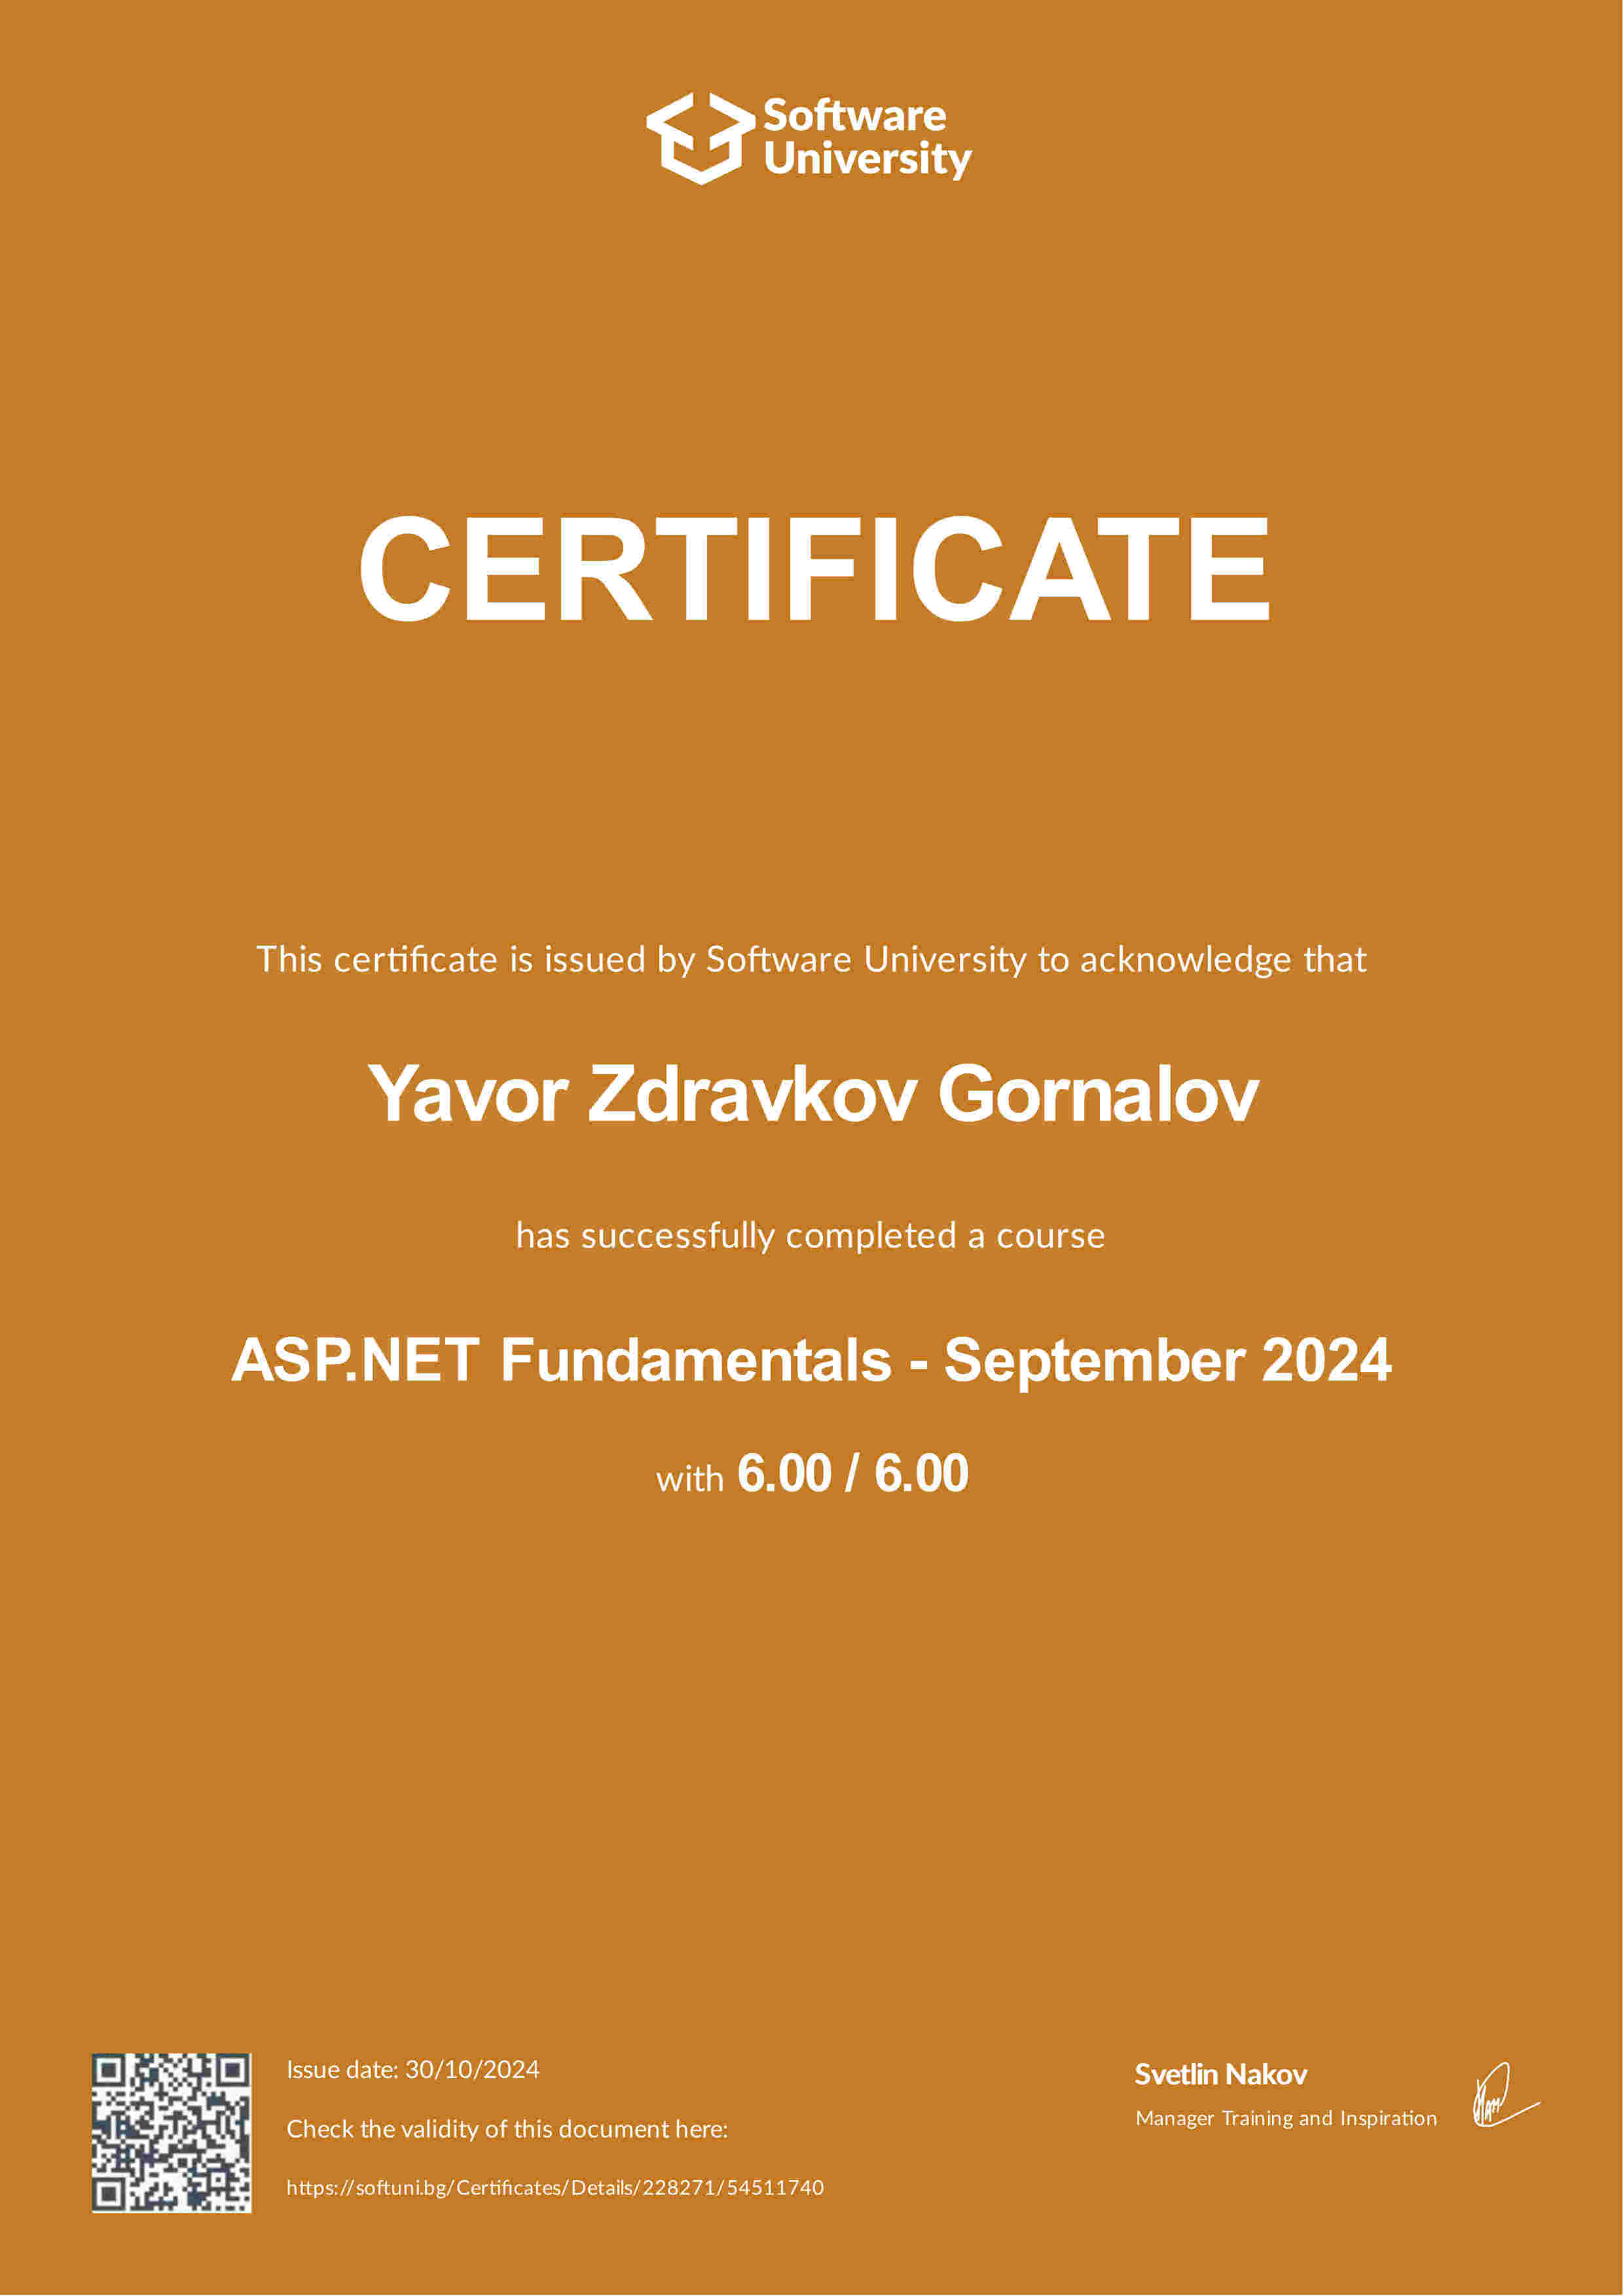 Software
University
CERTIFICATE
This certificate is issued by Software University to acknowledge that
Yavor Zdravkov Gornalov
has successfully completed a course
ASP.NET Fundamentals - September 2024
with 6.00 / 6.00
Issue date: 30/10/2024
Check the validity of this document here:
https://softuni.bg/Certificates/Details/228271/54511740
Svetlin Nakov
Manager Training and Inspiration